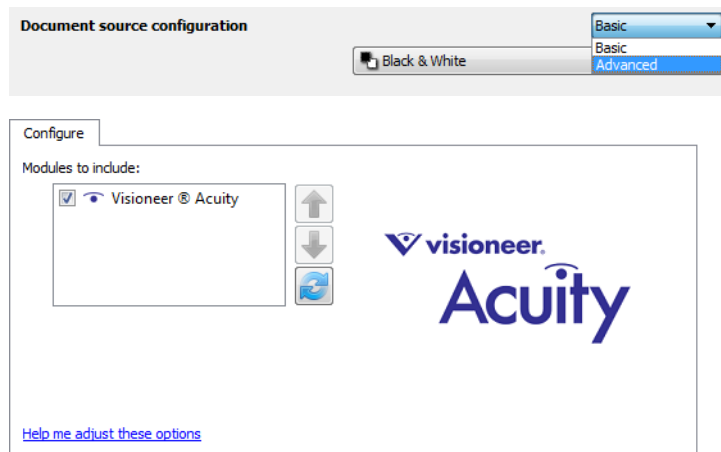 Document source configuration
Basic
Basic
Black & White
Advanced
Configure
Modules to include:
Visioneer ® Acuity
visioneer.
Acuity
Help me adjust these options